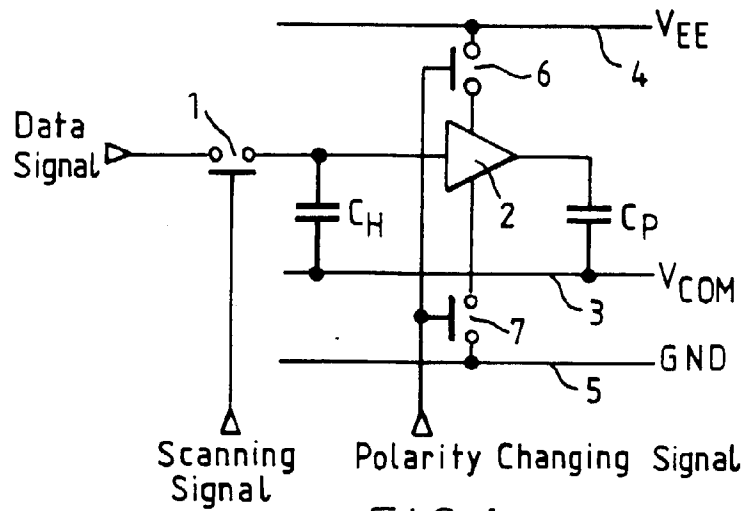 V_EE
4
6
1
Data
Signal
2
C_H
C_P
V_COM
3
7
GND
5
Scanning
Signal
Polarity Changing Signal